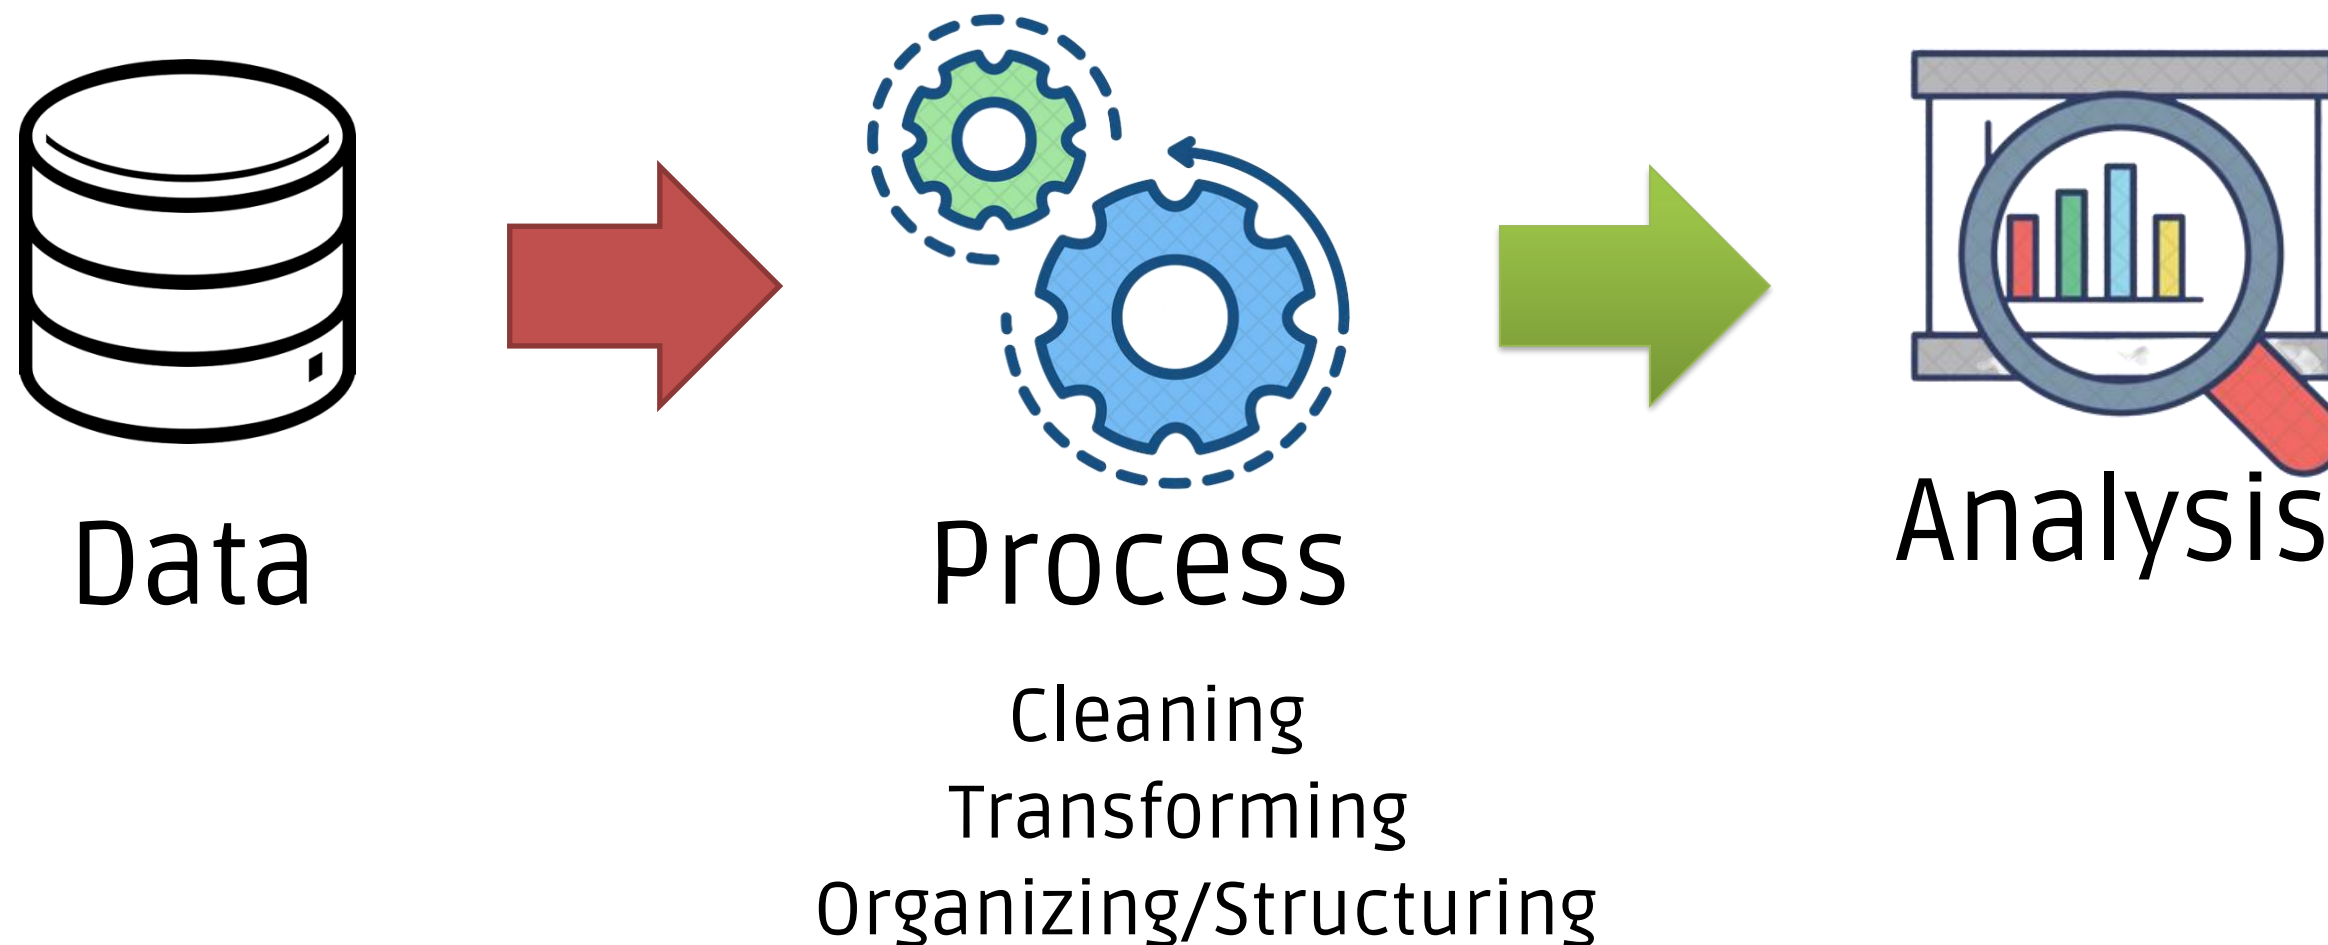 Data
Process
Analysis
Cleaning
Transforming
Organizing/Structuring